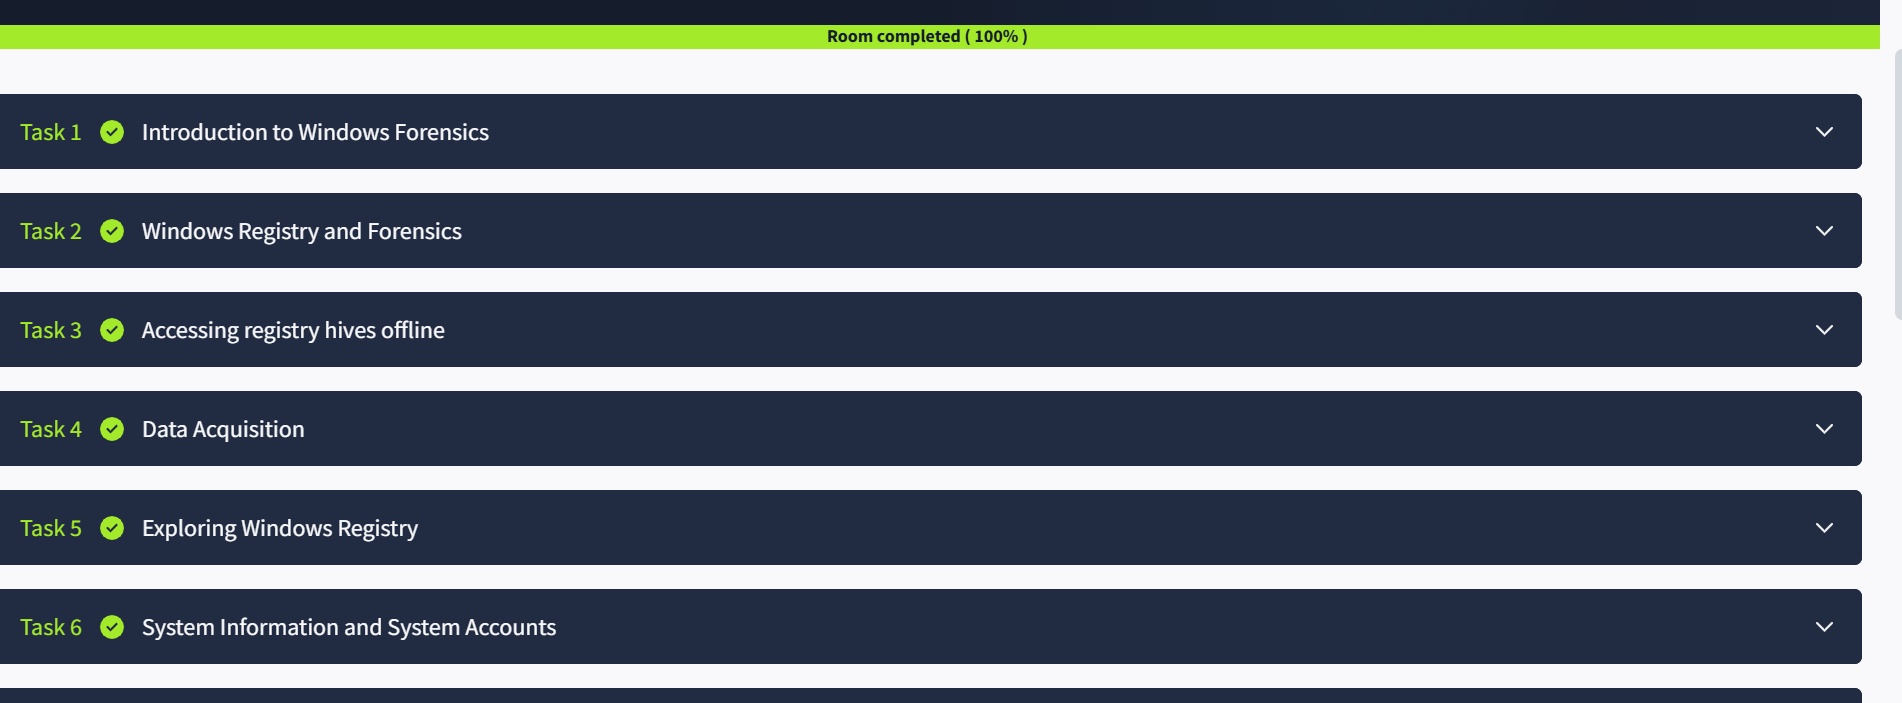 Room completed ( 100% )
Task 1 Introduction to Windows Forensics
Task 2 Windows Registry and Forensics
Task 3 Accessing registry hives offline
Task 4 Data Acquisition
Task 5 Exploring Windows Registry
Task 6 System Information and System Accounts